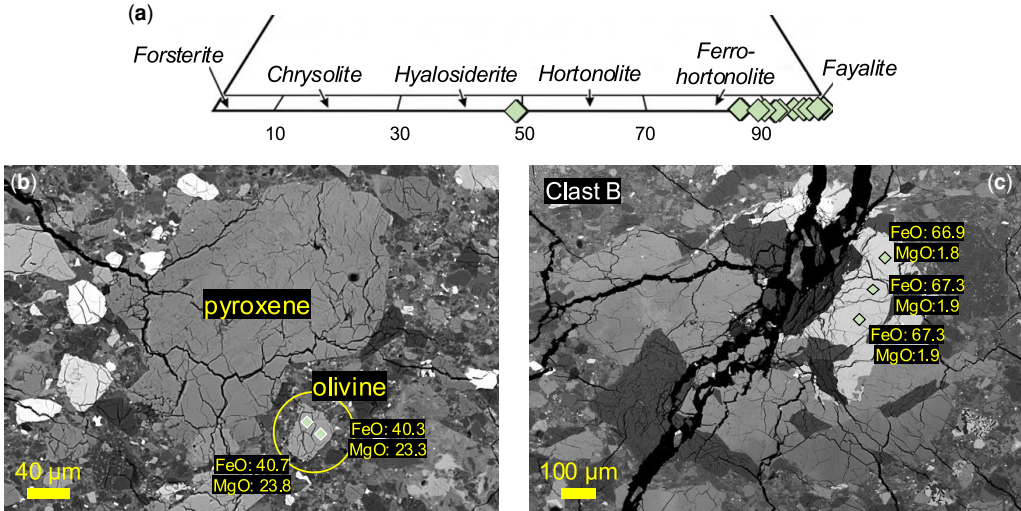 (a)
Forsterite
Chrysolite
Hyalosiderite
Hortonolite
Ferro-
hortonolite
Fayalite
10
30
50
70
90
(b)
pyroxene
olivine
FeO: 40.3
MgO: 23.3
FeO: 40.7
MgO: 23.8
40 µm
Clast B
(c)
FeO: 66.9
MgO:1.8
FeO: 67.3
MgO:1.9
FeO: 67.3
MgO:1.9
100 µm